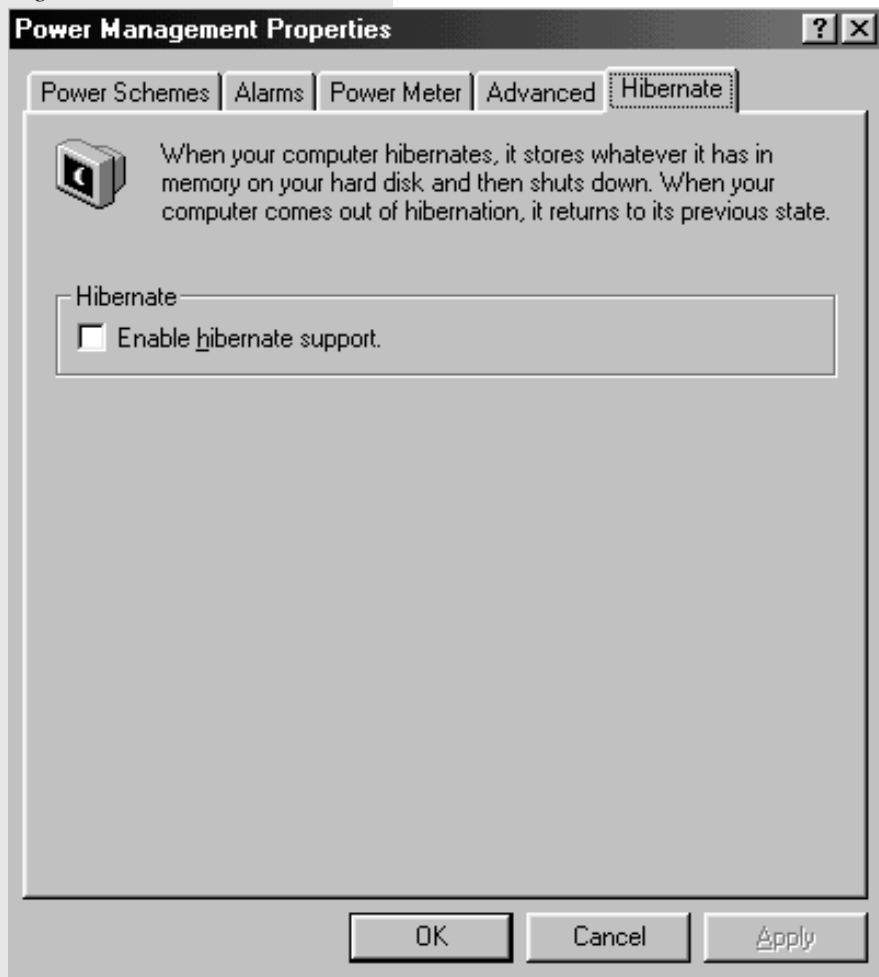 Power Management Properties
Power Schemes Alarms Power Meter Advanced Hibernate
When your computer hibernates, it stores whatever it has in
memory on your hard disk and then shuts down. When your
computer comes out of hibernation, it returns to its previous state.
Hibernate
Enable hibernate support.
OK Cancel Apply